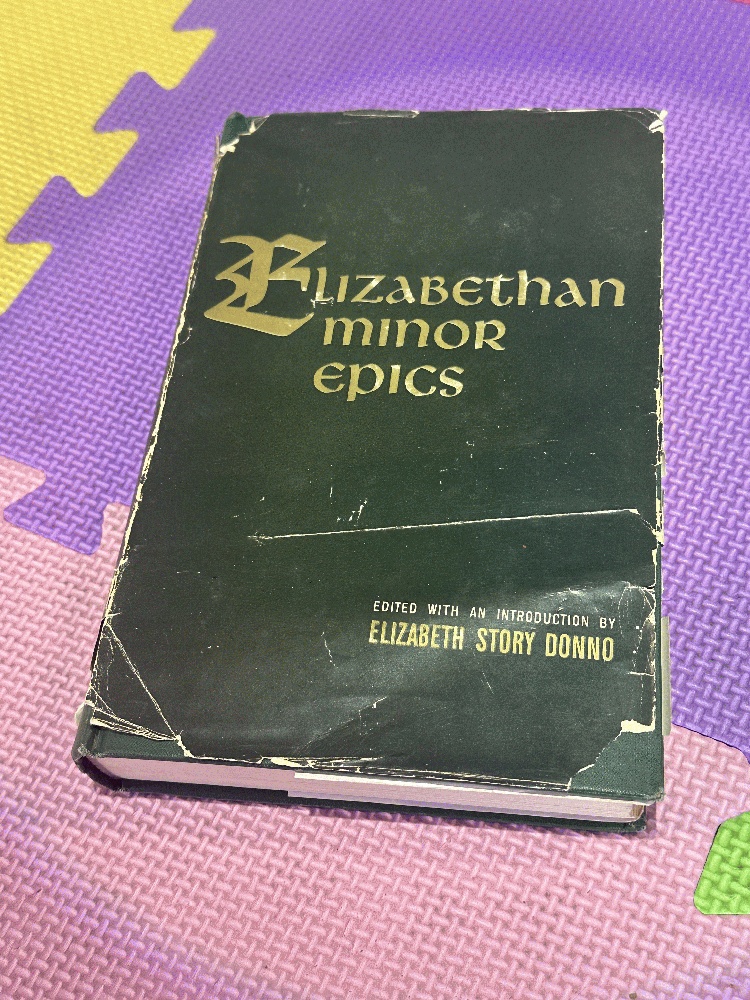 Elizabethan
minor
epics
EDITED WITH AN INTRODUCTION BY
ELIZABETH STORY DONNO